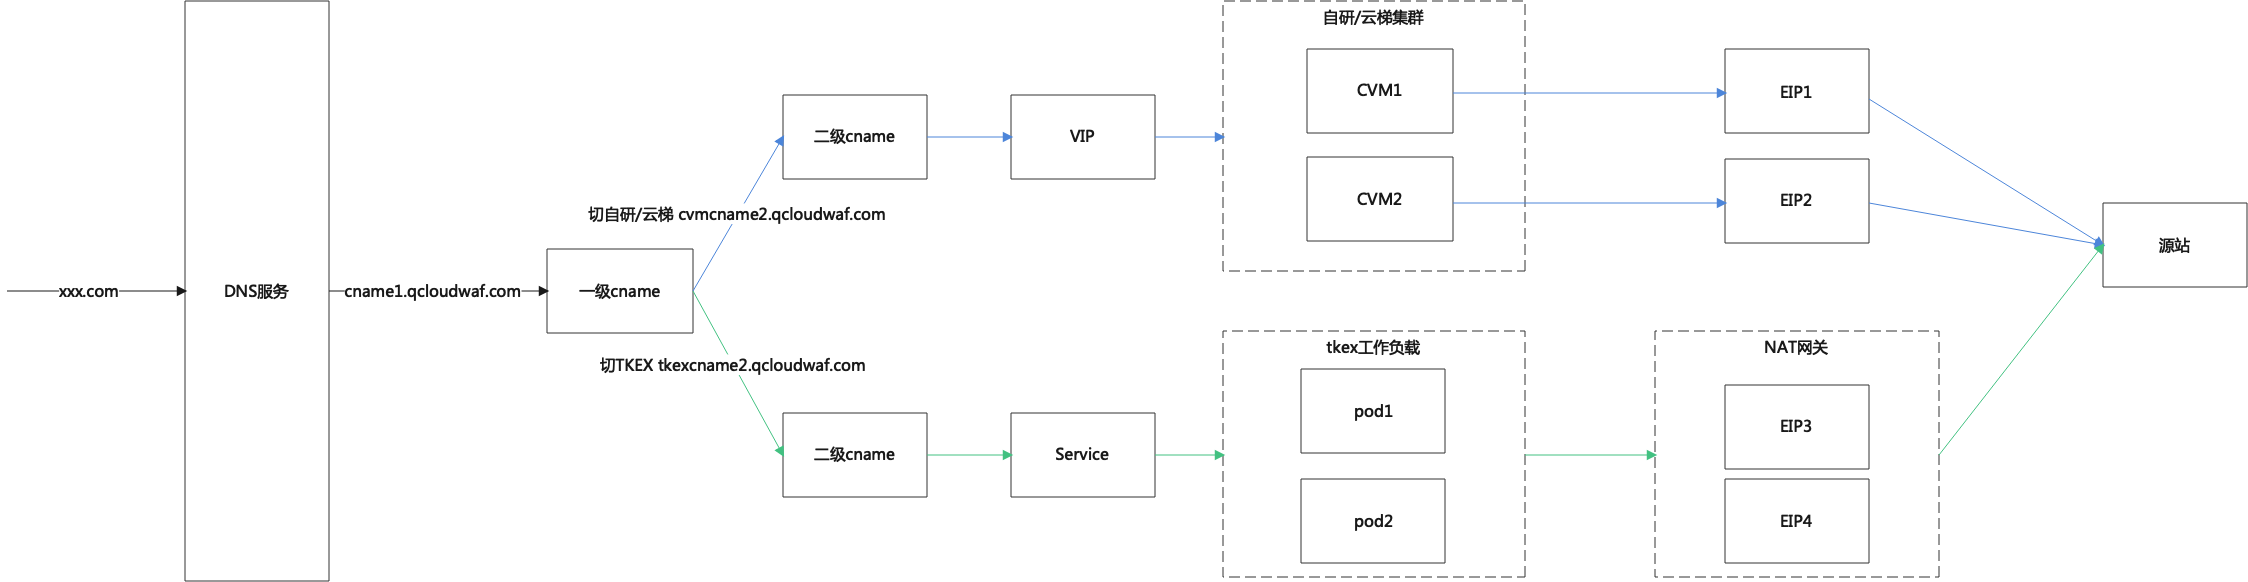 xxx.com
DNS服务
cname1.qcloudwaf.com
一级cname
切自研/云梯 cvmcname2.qcloudwaf.com
二级cname
VIP
自研/云梯集群
CVM1
CVM2
EIP1
EIP2
源站
切TKEX tkexcname2.qcloudwaf.com
二级cname
Service
tkex工作负载
pod1
pod2
NAT网关
EIP3
EIP4